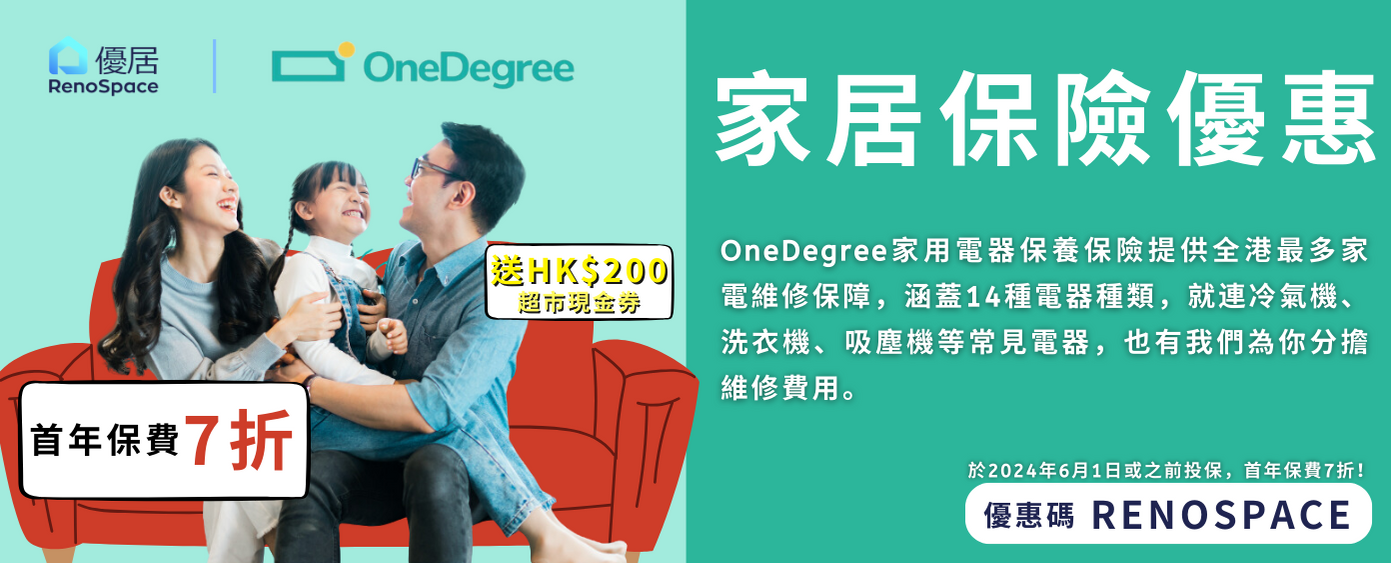 優居
RenoSpace
OneDegree
家居保險優惠
送HK$200
超市現金券
首年保費7折
OneDegree家用電器保養保險提供全港最多家
電維修保障，涵蓋14種電器種類，就連冷氣機、
洗衣機、吸塵機等常見電器，也有我們為你分擔
維修費用。
於2024年6月1日或之前投保，首年保費7折！
優惠碼 RENOSPACE